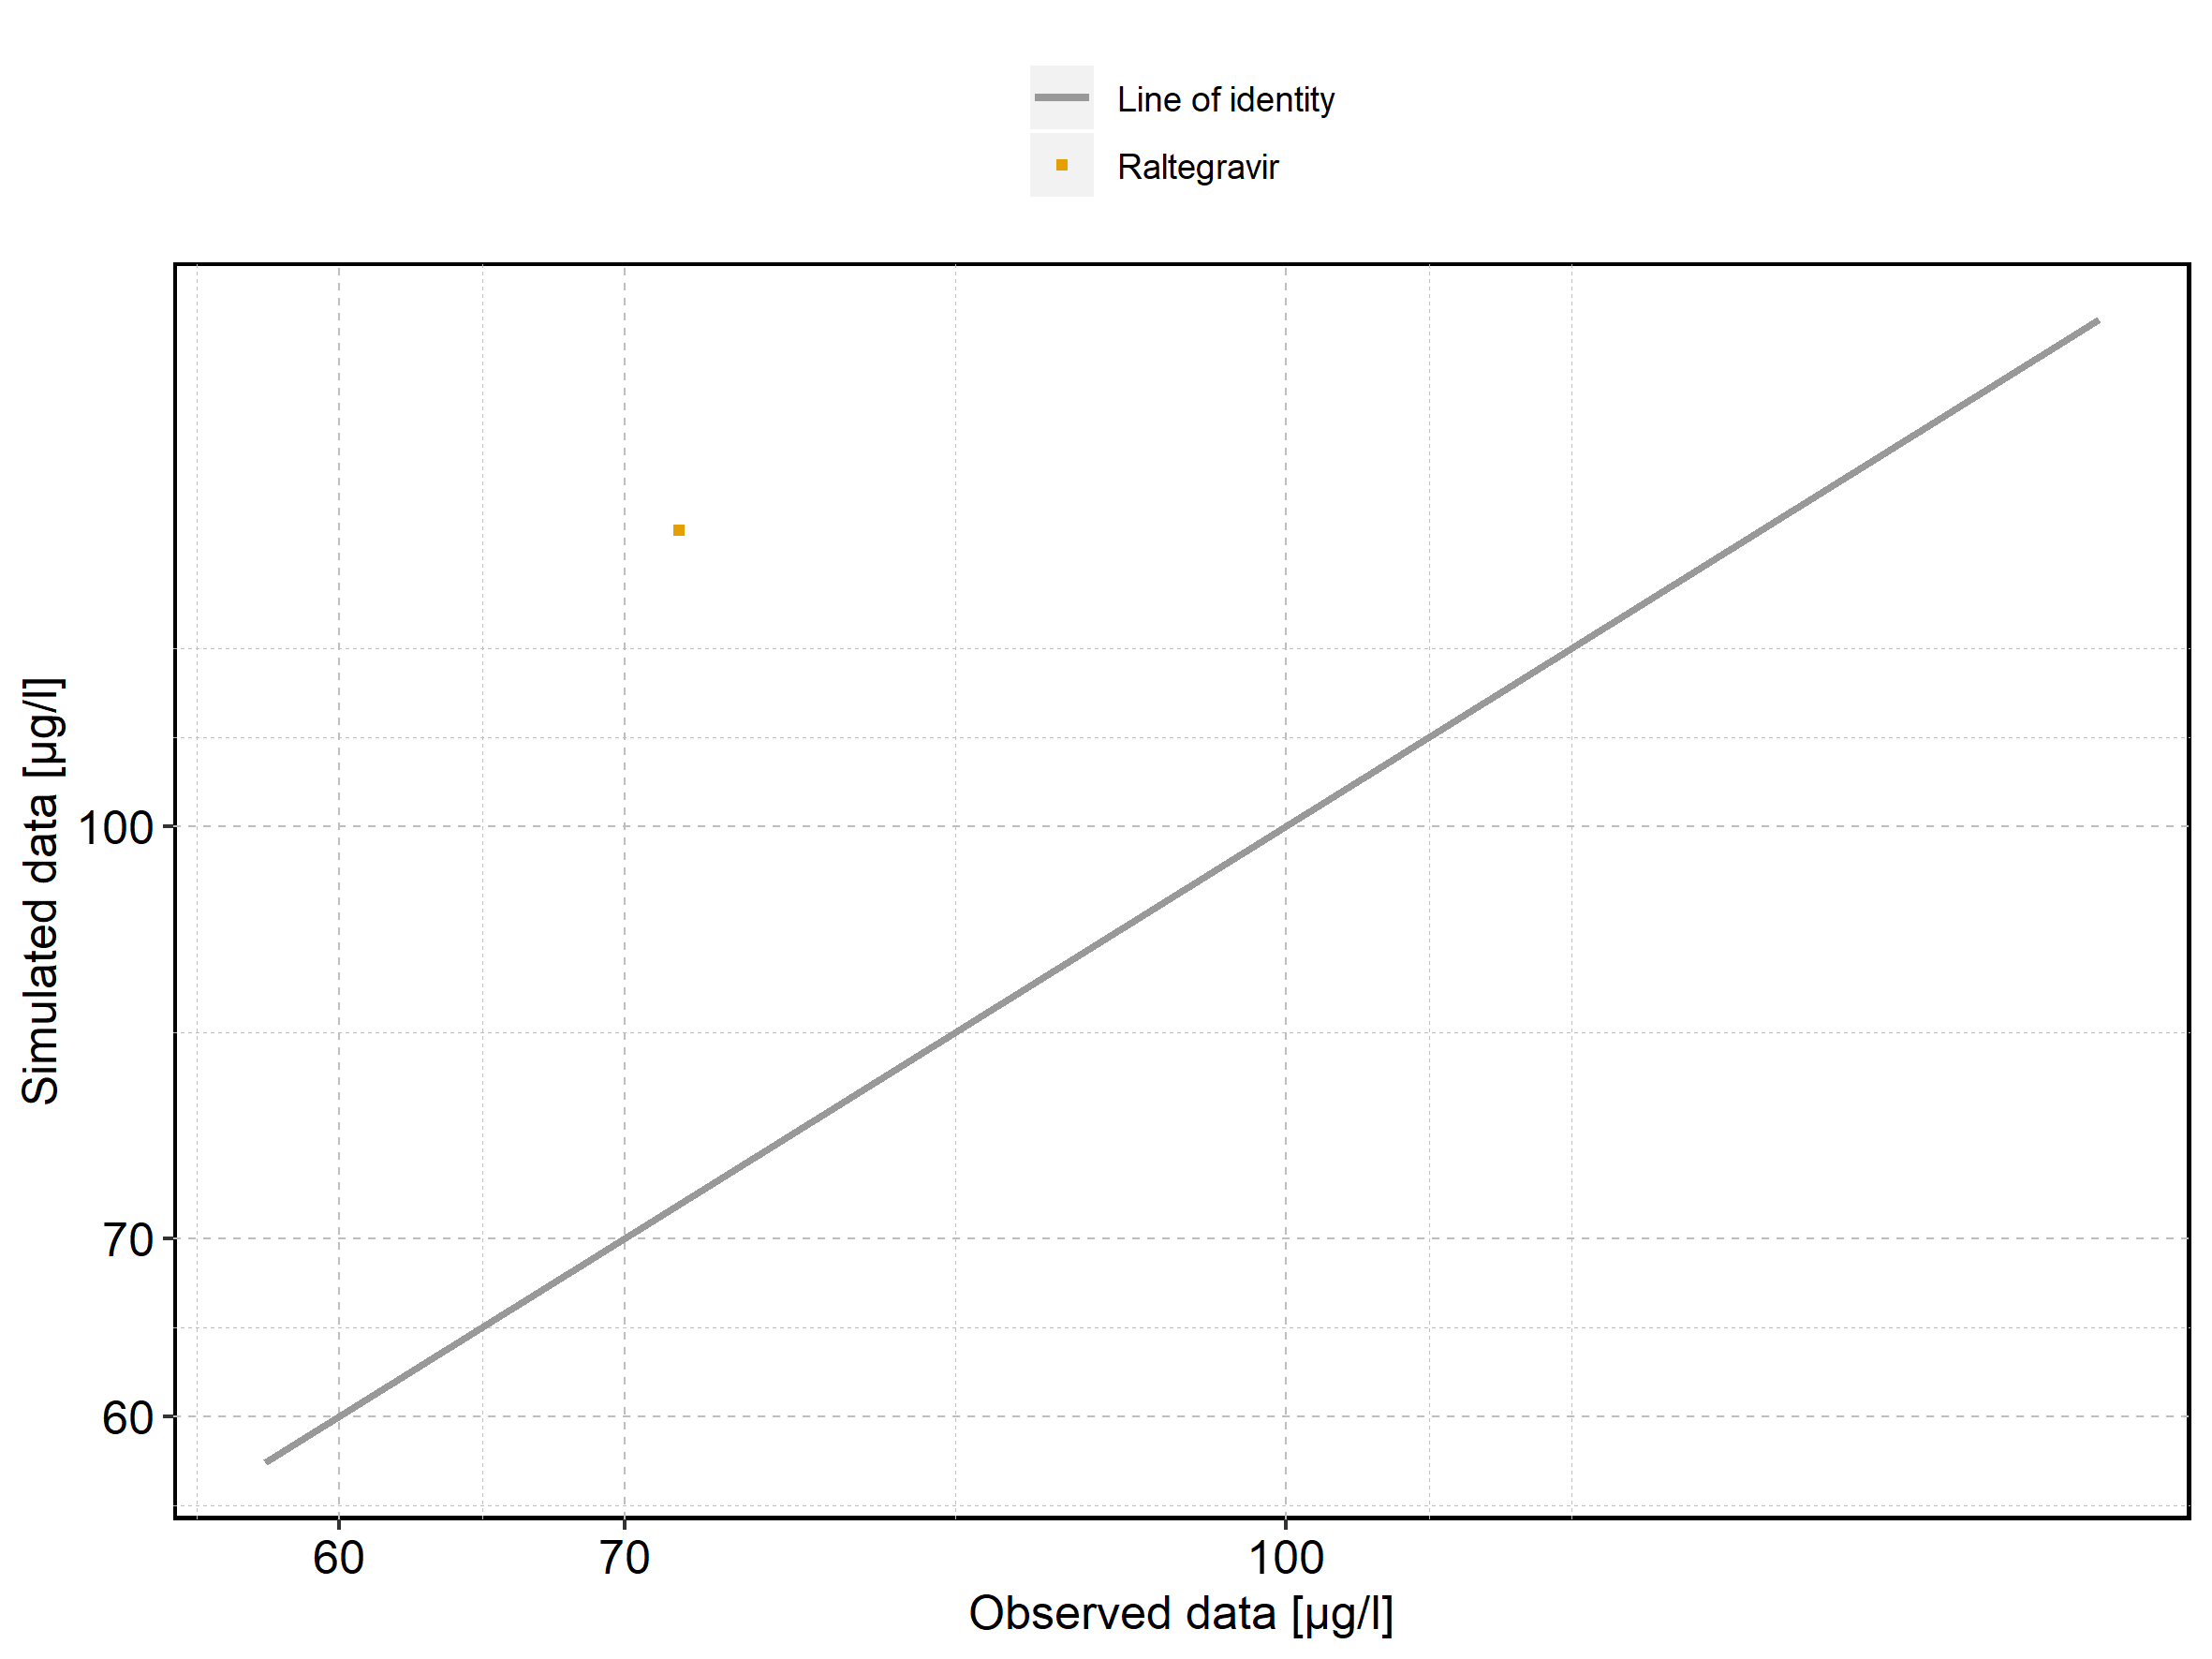 Line of identity
Raltegravir
Simulated data [µg/l]
100
70
60
60 70 100
Observed data [µg/l]